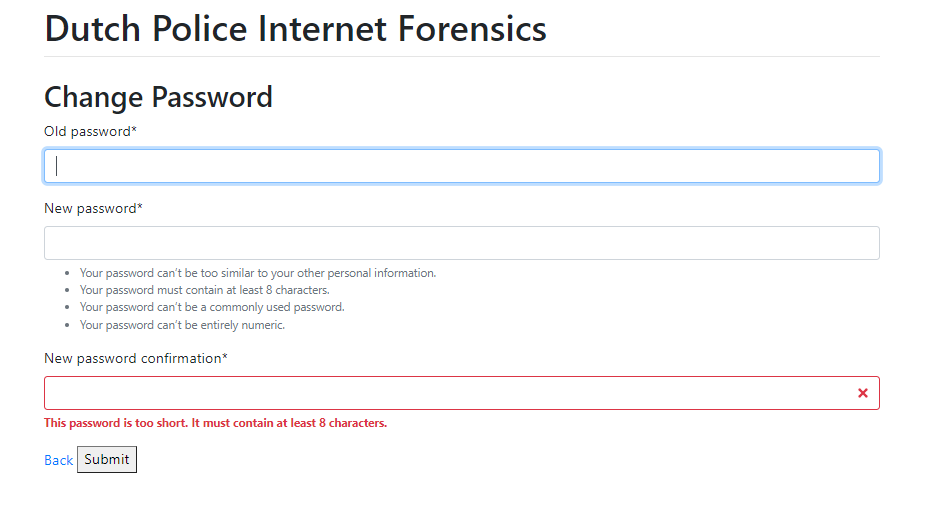 Dutch Police Internet Forensics
Change Password
Old password*
New password*
Your password can't be too similar to your other personal information.
Your password must contain at least 8 characters.
Your password can't be a commonly used password.
Your password can't be entirely numeric.
New password confirmation*
This password is too short. It must contain at least 8 characters.
Back Submit